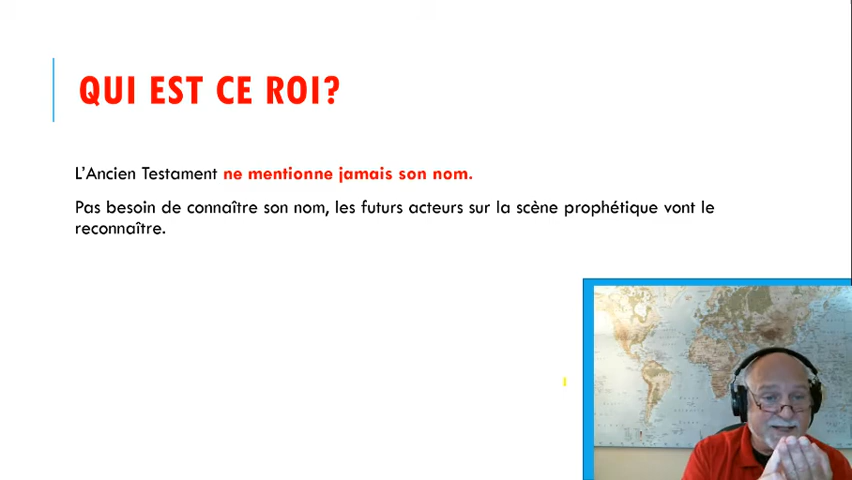 QUI EST CE ROI?
L'Ancien Testament ne mentionne jamais son nom.
Pas besoin de connaître son nom, les futurs acteurs sur la scène prophétique vont le
reconnaître.